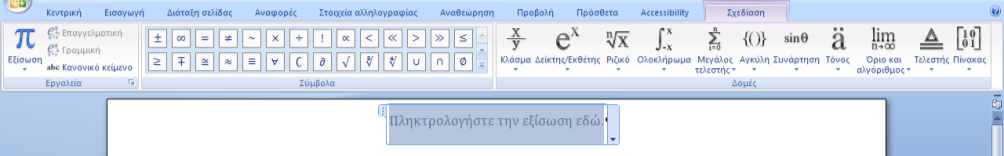 Κεντρική Εισαγωγή Διάταξη σελίδας Αναφορές Στοιχεία αλληλογραφίας Αναθεώρηση Προβολή Πρόσθετα Accessibility Σχεδίαση
π Εξίσωση
Επαγγελματική
Γραμμική
abc Κανονικό κείμενο
Εργαλεία
± ∞ = ≠ ~ × ÷ ! ∝ < ≪ > ≫ ≤
≥ ∓ ≅ ≈ ≡ ∀ ∁ ∂ √ ∛ ∜ ∪ ∩ ∅
Σύμβολα
Κλάσμα Δείκτης/Εκθέτης Ριζικό Ολοκλήρωμα Μεγάλος τελεστής Αγκύλη Συνάρτηση Τόνος Όριο και αλγόριθμος Τελεστής Πίνακας
Δομές
Πληκτρολογήστε την εξίσωση εδώ.